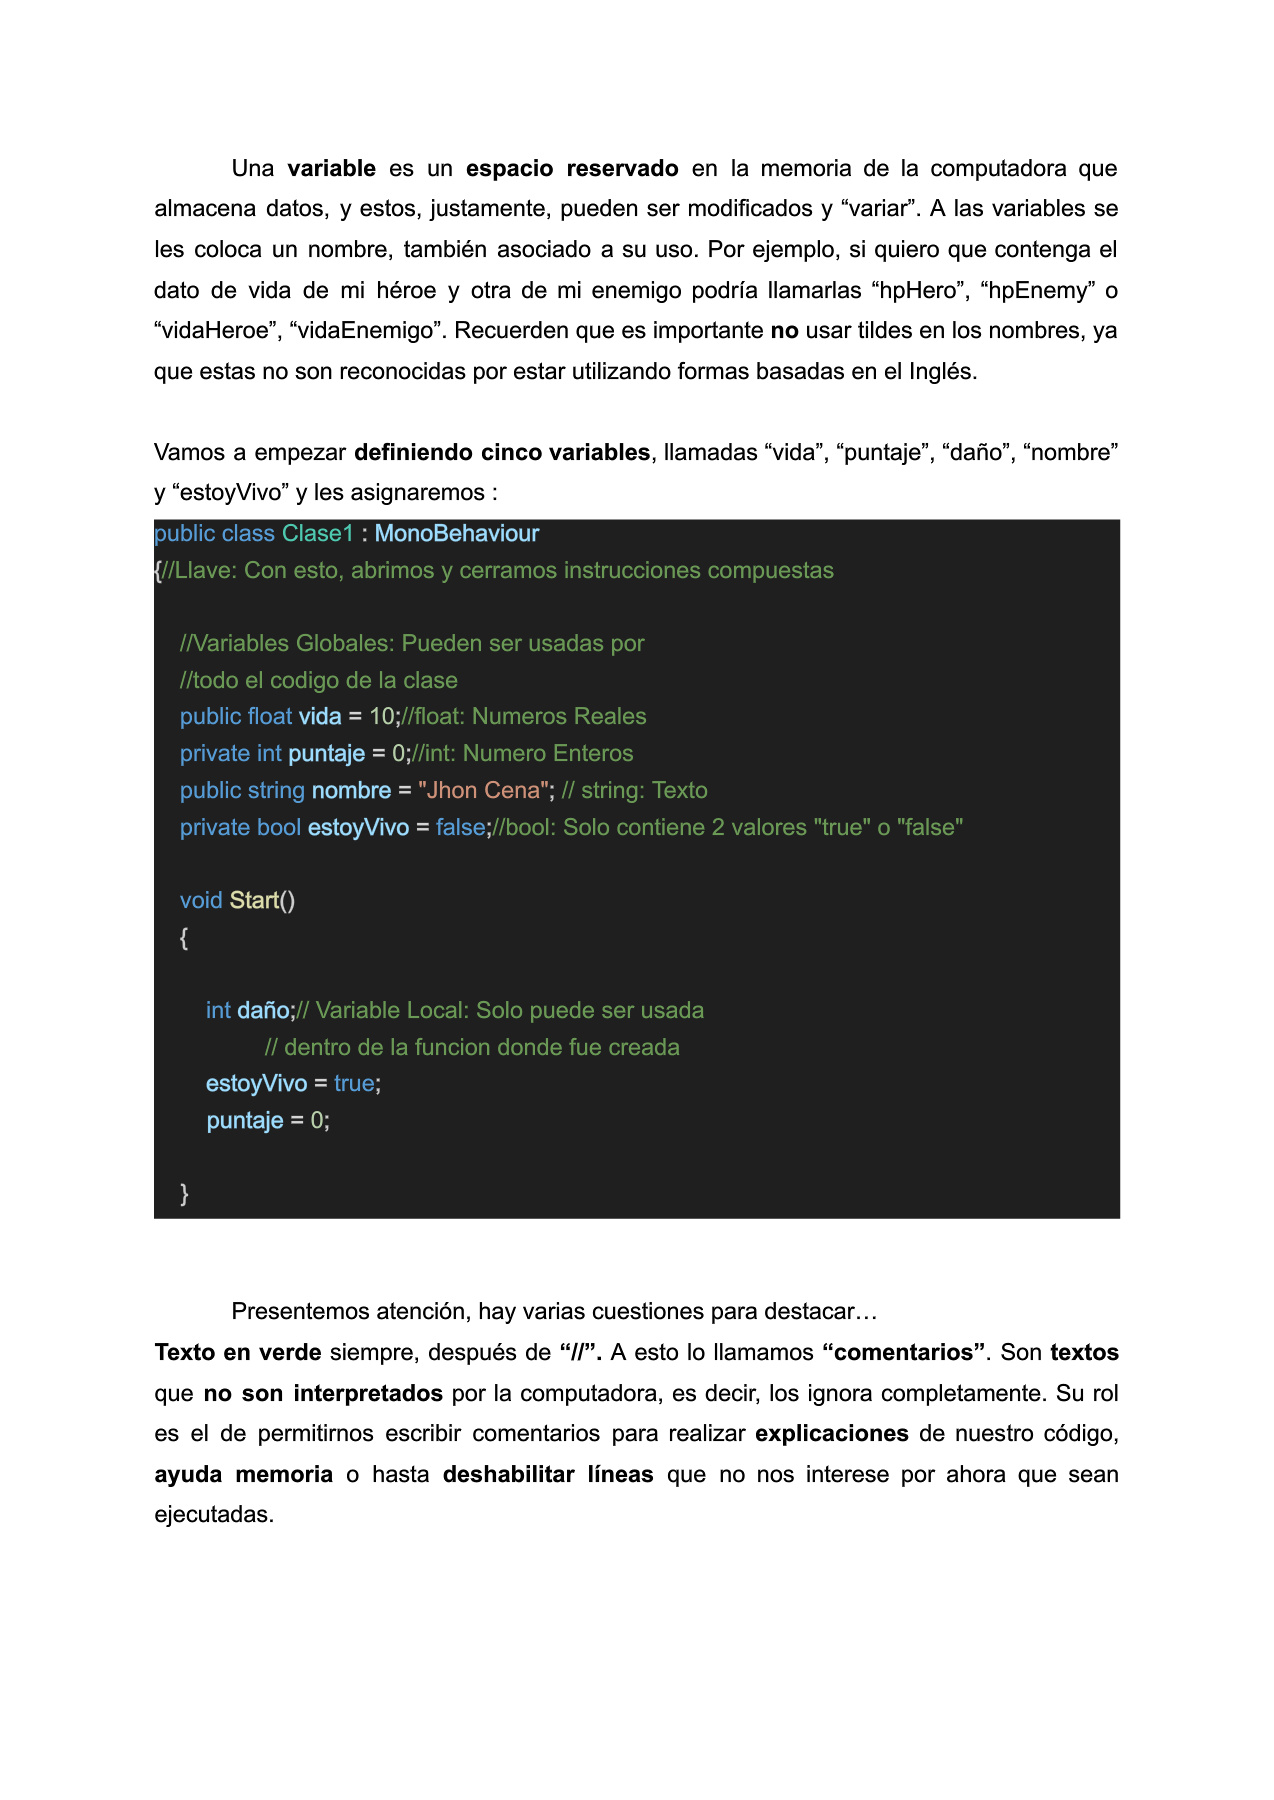 Una variable es un espacio reservado en la memoria de la computadora que
almacena datos, y estos, justamente, pueden ser modificados y “variar”. A las variables se
les coloca un nombre, también asociado a su uso. Por ejemplo, si quiero que contenga el
dato de vida de mi héroe y otra de mi enemigo podría llamarlas “hpHero”, “hpEnemy” o
“vidaHeroe”, “vidaEnemigo”. Recuerden que es importante no usar tildes en los nombres, ya
que estas no son reconocidas por estar utilizando formas basadas en el Inglés.
Vamos a empezar definiendo cinco variables, llamadas “vida”, “puntaje”, “daño”, “nombre”
y “estoyVivo” y les asignaremos :
public class Clase1 : MonoBehaviour
{//Llave: Con esto, abrimos y cerramos instrucciones compuestas
//Variables Globales: Pueden ser usadas por
//todo el codigo de la clase
public float vida = 10;//float: Numeros Reales
private int puntaje = 0;//int: Numero Enteros
public string nombre = "Jhon Cena"; // string: Texto
private bool estoyVivo = false;//bool: Solo contiene 2 valores "true" o "false"
void Start()
{
int daño;// Variable Local: Solo puede ser usada
// dentro de la funcion donde fue creada
estoyVivo = true;
puntaje = 0;
}
Presentemos atención, hay varias cuestiones para destacar…
Texto en verde siempre, después de “//”. A esto lo llamamos “comentarios”. Son textos
que no son interpretados por la computadora, es decir, los ignora completamente. Su rol
es el de permitirnos escribir comentarios para realizar explicaciones de nuestro código,
ayuda memoria o hasta deshabilitar líneas que no nos interese por ahora que sean
ejecutadas.